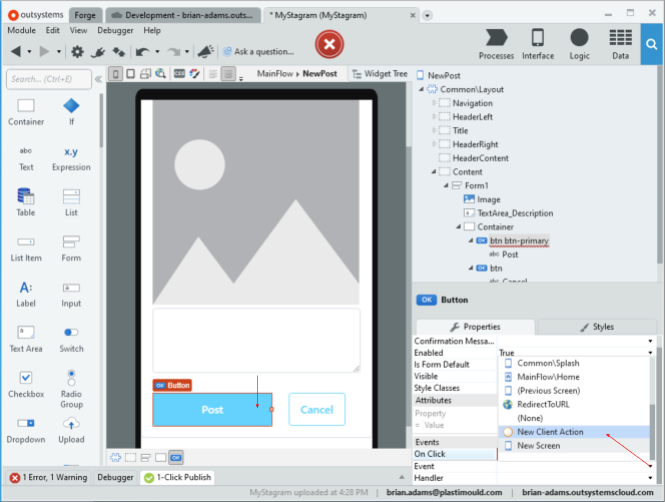 outsystems
Forge
Development - brian-adams.outs...
* MyStagram (MyStagram)
Module Edit View Debugger Help
Ask a question...
Processes
Interface
Logic
Data
Search... (Ctrl+E)
MainFlow ▸ NewPost
Widget Tree
Container
If
abc
Text
x.y
Expression
Table
List
List Item
Form
A:
Label
Input
Text Area
Switch
Checkbox
Radio
Group
Dropdown
Upload
OK Button
Post
Cancel
NewPost
Common\Layout
Navigation
HeaderLeft
Title
HeaderRight
HeaderContent
Content
Form1
Image
TextArea_Description
Container
OK btn btn-primary
abc Post
OK btn
abc Cancel
OK Button
Properties
Styles
Confirmation Messa...
Enabled True
Is Form Default
Visible
Style Classes
Attributes
Property
= Value
Events
On Click
Event
Handler
Common\Splash
MainFlow\Home
(Previous Screen)
RedirectToURL
(None)
New Client Action
New Screen
OK
1 Error, 1 Warning
Debugger
1-Click Publish
MyStagram uploaded at 4:28 PM | brian.adams@plastimould.com | brian-adams.outsystemscloud.com